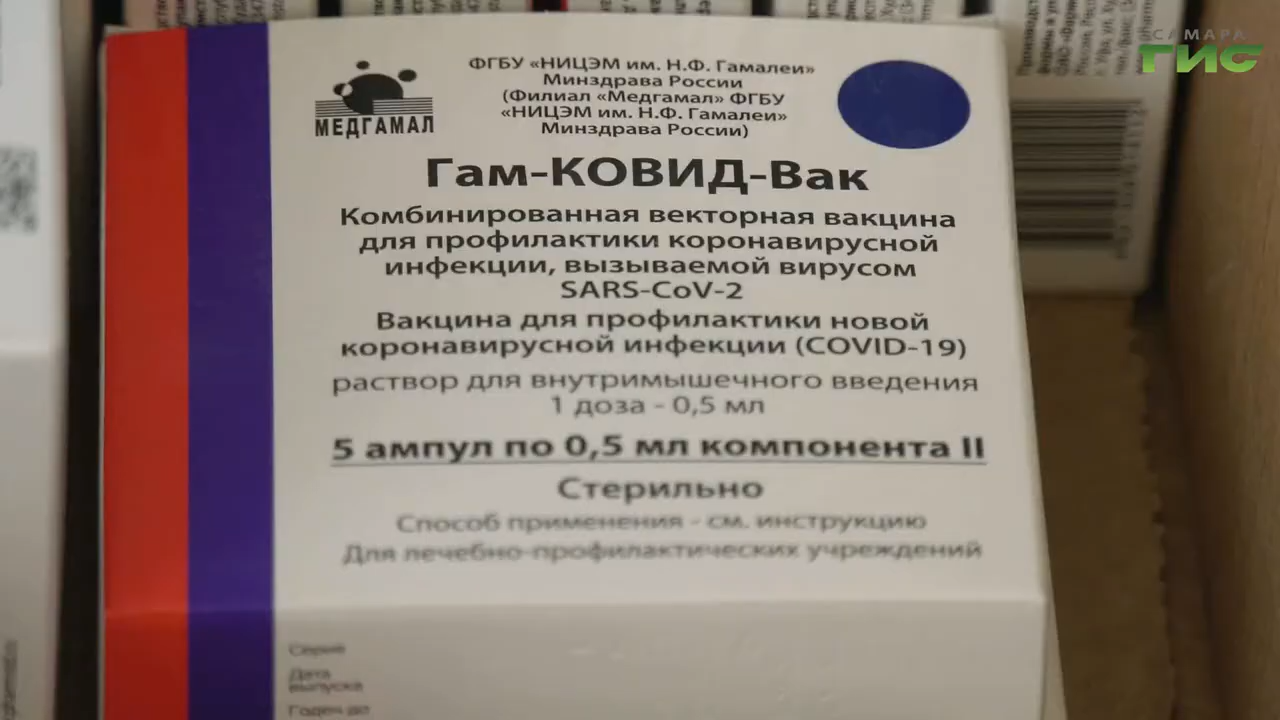 САМАРА
ГИС
МЕДГАМАЛ
ФГБУ «НИЦЭМ им. Н.Ф. Гамалеи»
Минздрава России
(Филиал «Медгамал» ФГБУ
«НИЦЭМ им. Н.Ф. Гамалеи»
Минздрава России)
Гам-КОВИД-Вак
Комбинированная векторная вакцина
для профилактики коронавирусной
инфекции, вызываемой вирусом
SARS-CoV-2
Вакцина для профилактики новой
коронавирусной инфекции (COVID-19)
раствор для внутримышечного введения
1 доза - 0,5 мл
5 ампул по 0,5 мл компонента II
Стерильно
Способ применения - см. инструкцию
Для лечебно-профилактических учреждений
Серия
Дата
выпуска
Годен до